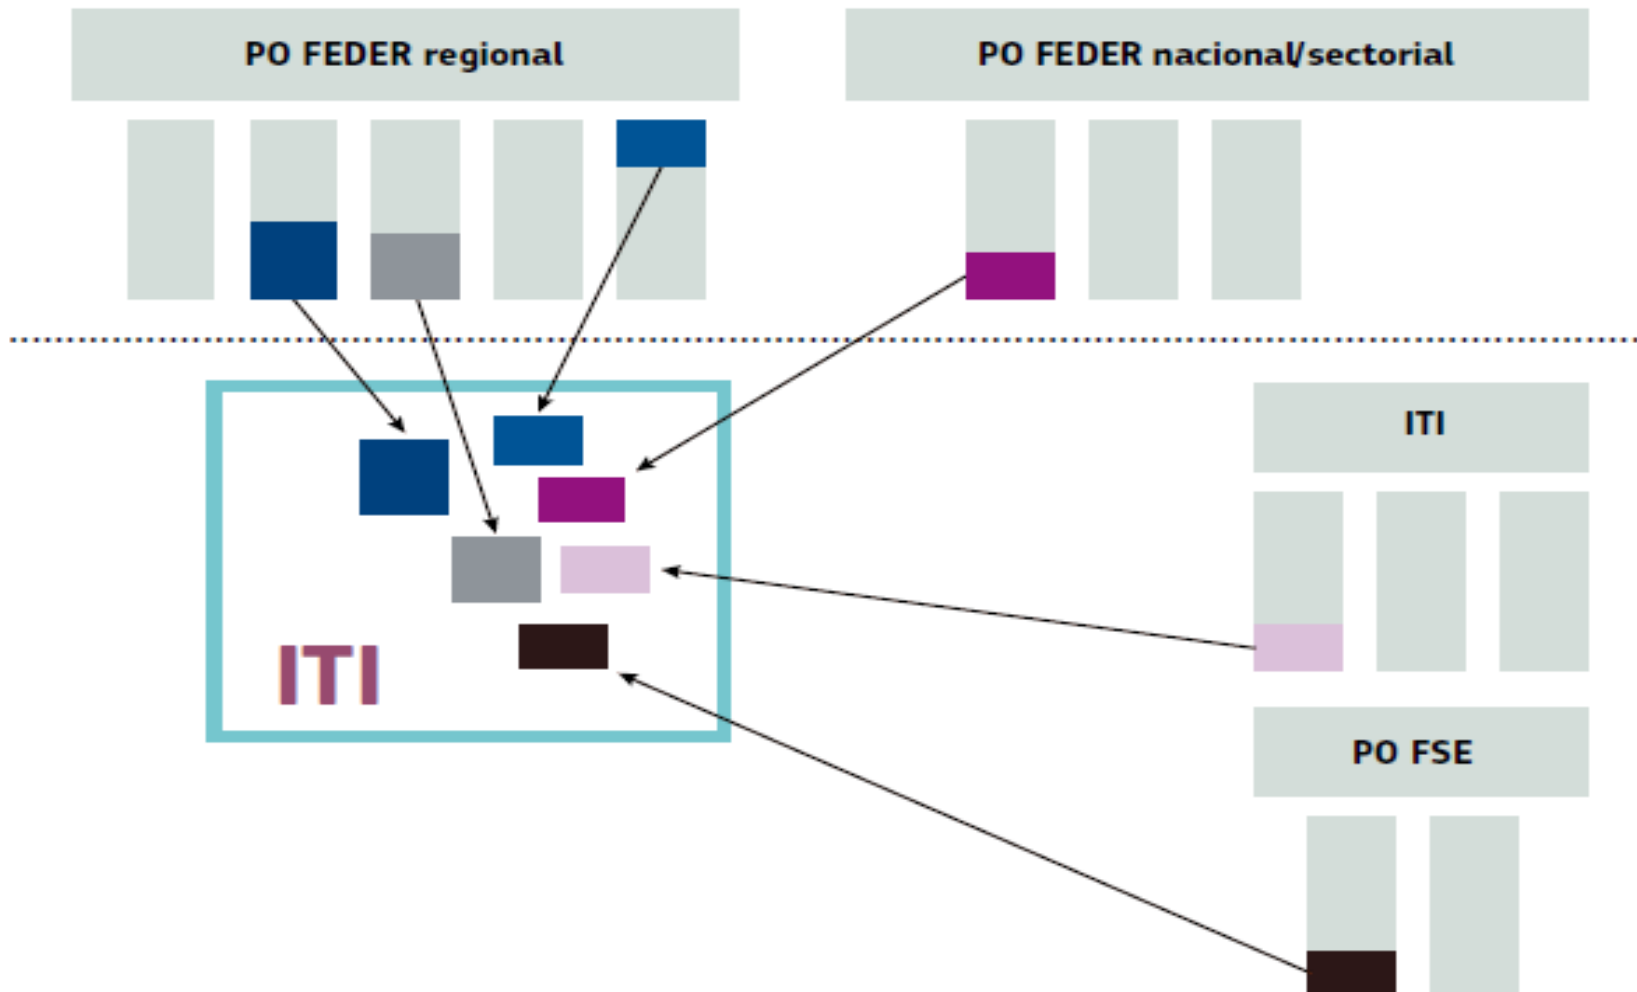 PO FEDER regional
PO FEDER nacional/sectorial
ITI
ITI
PO FSE